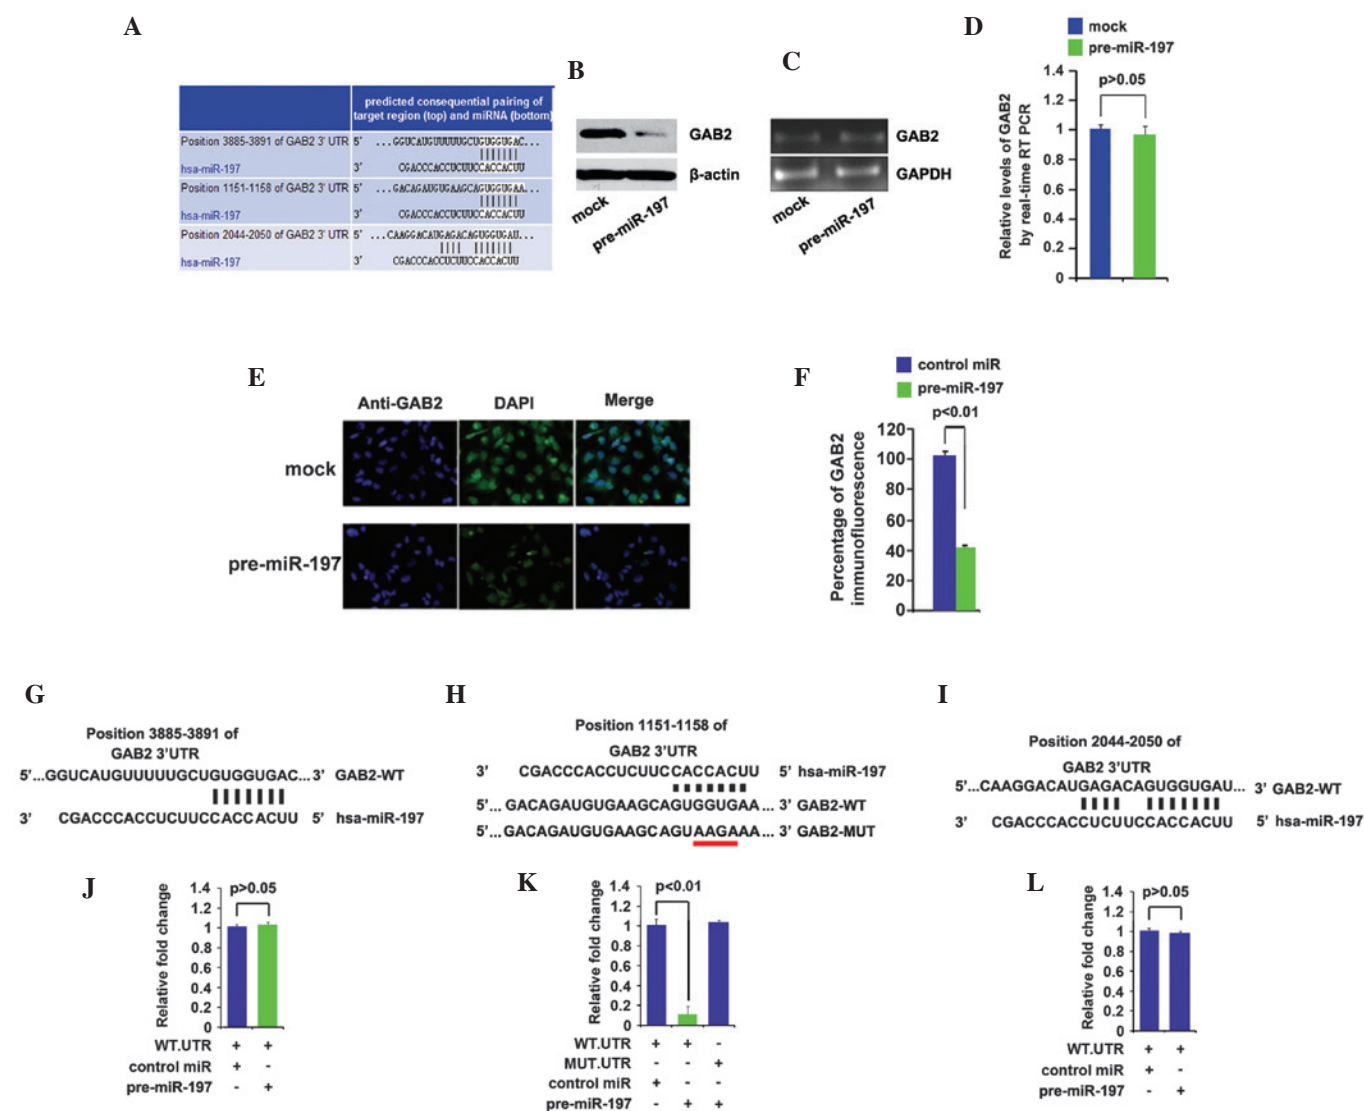 A
predicted consequential pairing of
target region (top) and miRNA (bottom)
Position 3885-3891 of GAB2 3' UTR 5' ...GGUCAUGUUUUUGCUGUGGUGAC...
hsa-miR-197 3' CGACCCACCUCUUCCACCACUU
Position 1151-1158 of GAB2 3' UTR 5' ...GACAGAUGUGAAGCAGUGGUGAA...
hsa-miR-197 3' CGACCCACCUCUUCCACCACUU
Position 2044-2050 of GAB2 3' UTR 5' ...CAAGGACAUGAGACAGUGGUGAU...
hsa-miR-197 3' CGACCCACCUCUUCCACCACUU
B
GAB2
β-actin
mock
pre-miR-197
C
GAB2
GAPDH
mock
pre-miR-197
D
mock
pre-miR-197
p>0.05
Relative levels of GAB2
by real-time RT PCR
1.4
1.2
1
0.8
0.6
0.4
0.2
0
E
Anti-GAB2 DAPI Merge
mock
pre-miR-197
F
control miR
pre-miR-197
p<0.01
Percentage of GAB2
immunofluorescence
120
100
80
60
40
20
0
G
Position 3885-3891 of
GAB2 3'UTR
5'...GGUCAUGUUUUUGCUGUGGUGAC...3' GAB2-WT
3' CGACCCACCUCUUCCACCACUU 5' hsa-miR-197
H
Position 1151-1158 of
GAB2 3'UTR
3' CGACCCACCUCUUCCACCACUU 5' hsa-miR-197
5'... GACAGAUGUGAAGCAGUGGUGAA... 3' GAB2-WT
5'... GACAGAUGUGAAGCAGUAAGAAA... 3' GAB2-MUT
I
Position 2044-2050 of
GAB2 3'UTR
5'... CAAGGACAUGAGACAGUGGUGAU... 3' GAB2-WT
3' CGACCCACCUCUUCCACCACUU 5' hsa-miR-197
J
p>0.05
Relative fold change
1.4
1.2
1
0.8
0.6
0.4
0.2
0
WT.UTR + +
control miR + -
pre-miR-197 - +
K
p<0.01
Relative fold change
1.4
1.2
1
0.8
0.6
0.4
0.2
0
WT.UTR + + -
MUT.UTR - - +
control miR + - -
pre-miR-197 - + +
L
p>0.05
Relative fold change
1.4
1.2
1
0.8
0.6
0.4
0.2
0
WT.UTR + +
control miR + -
pre-miR-197 - +